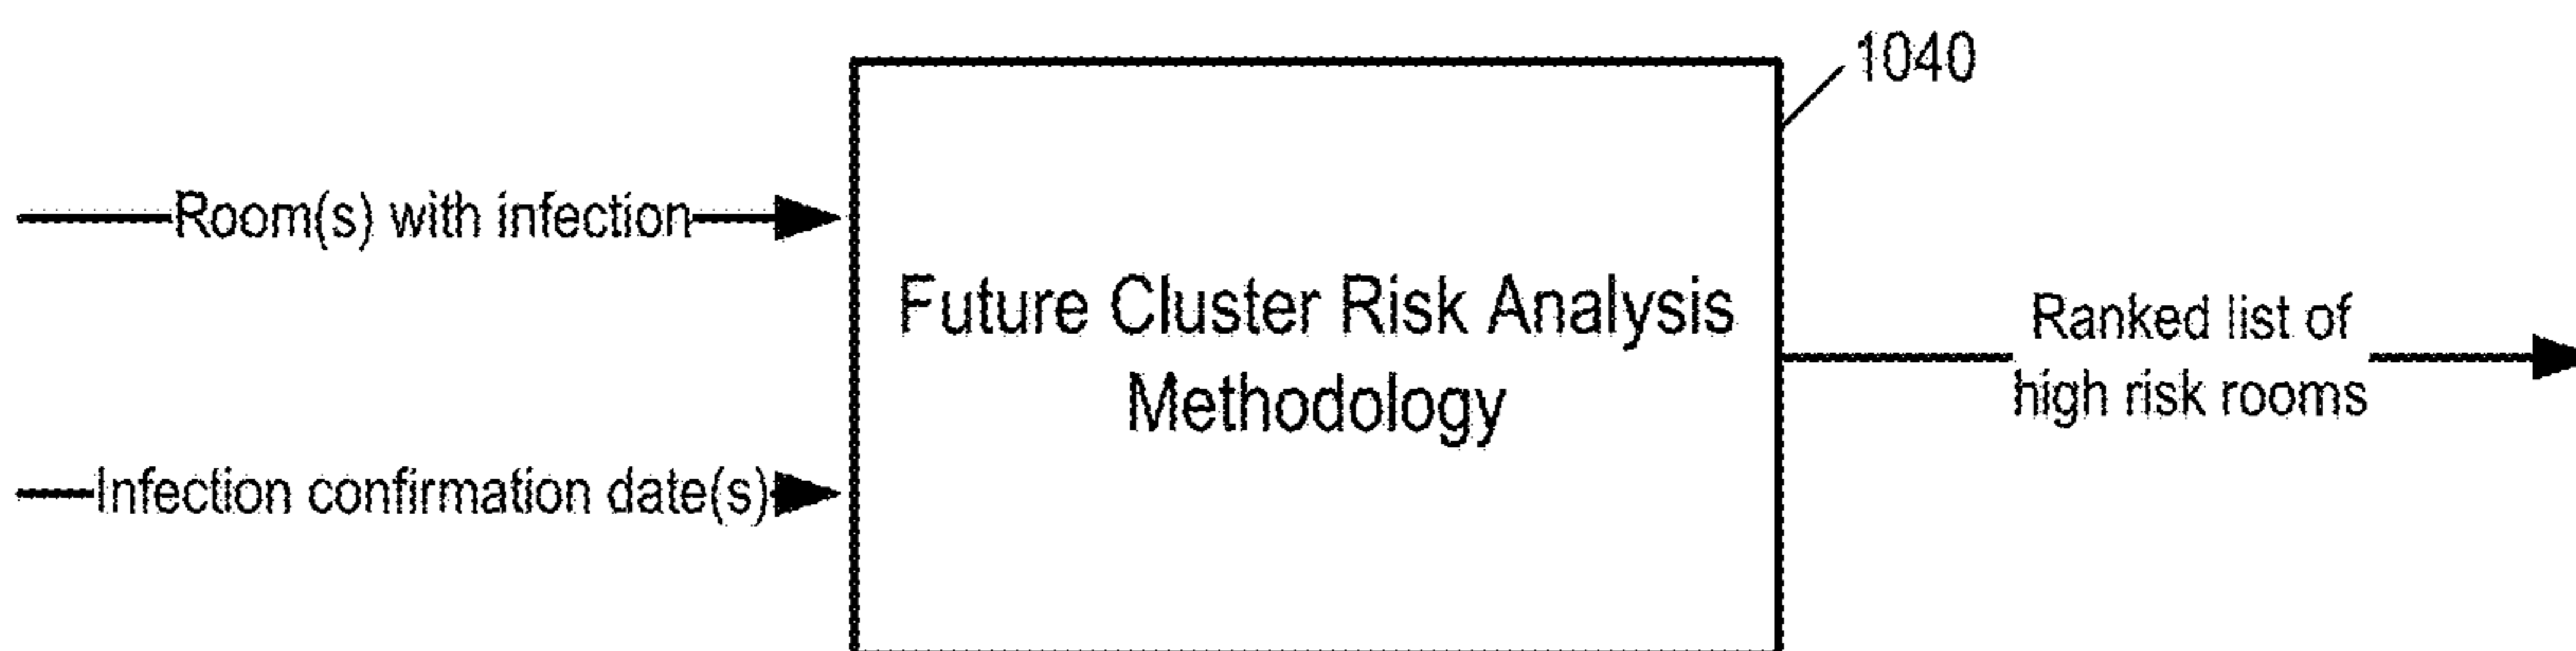 1040
Room(s) with infection
Future Cluster Risk Analysis
Methodology
Ranked list of
high risk rooms
Infection confirmation date(s)